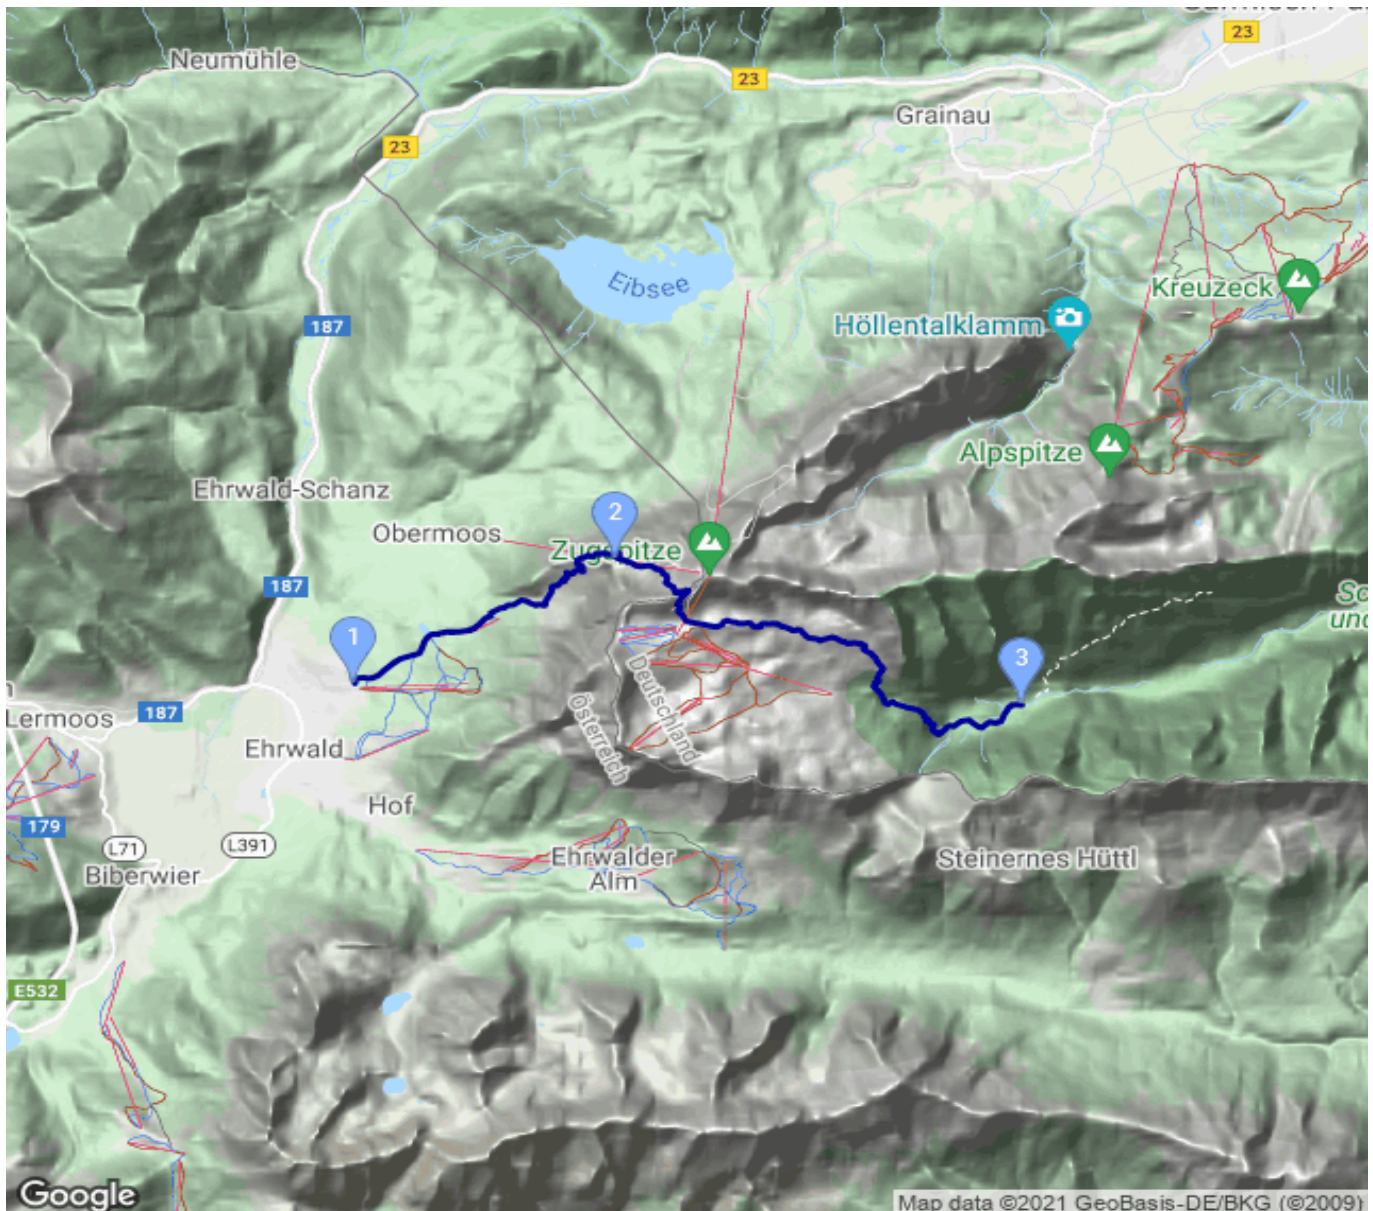 Neumühle
23
23
23
Grainau
Eibsee
Kreuzeck
187
Höllentalklamm
Alpspitze
Ehrwald-Schanz
2
Obermoos
Zugspitze
187
1
3
187
Lermoos
Ehrwald
Deutschland
Österreich
Hof
179
L71
L391
Biberwier
Ehrwalder
Alm
Steinernes Hüttl
E532
Google
Map data ©2021 GeoBasis-DE/BKG (©2009)